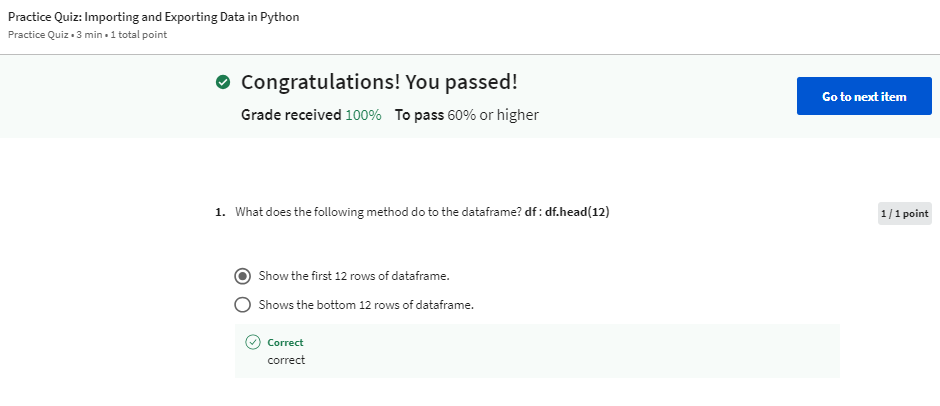 Practice Quiz: Importing and Exporting Data in Python
Practice Quiz • 3 min • 1 total point
Congratulations! You passed!
Go to next item
Grade received 100% To pass 60% or higher
1. What does the following method do to the dataframe? df : df.head(12)
1 / 1 point
Show the first 12 rows of dataframe.
Shows the bottom 12 rows of dataframe.
Correct
correct